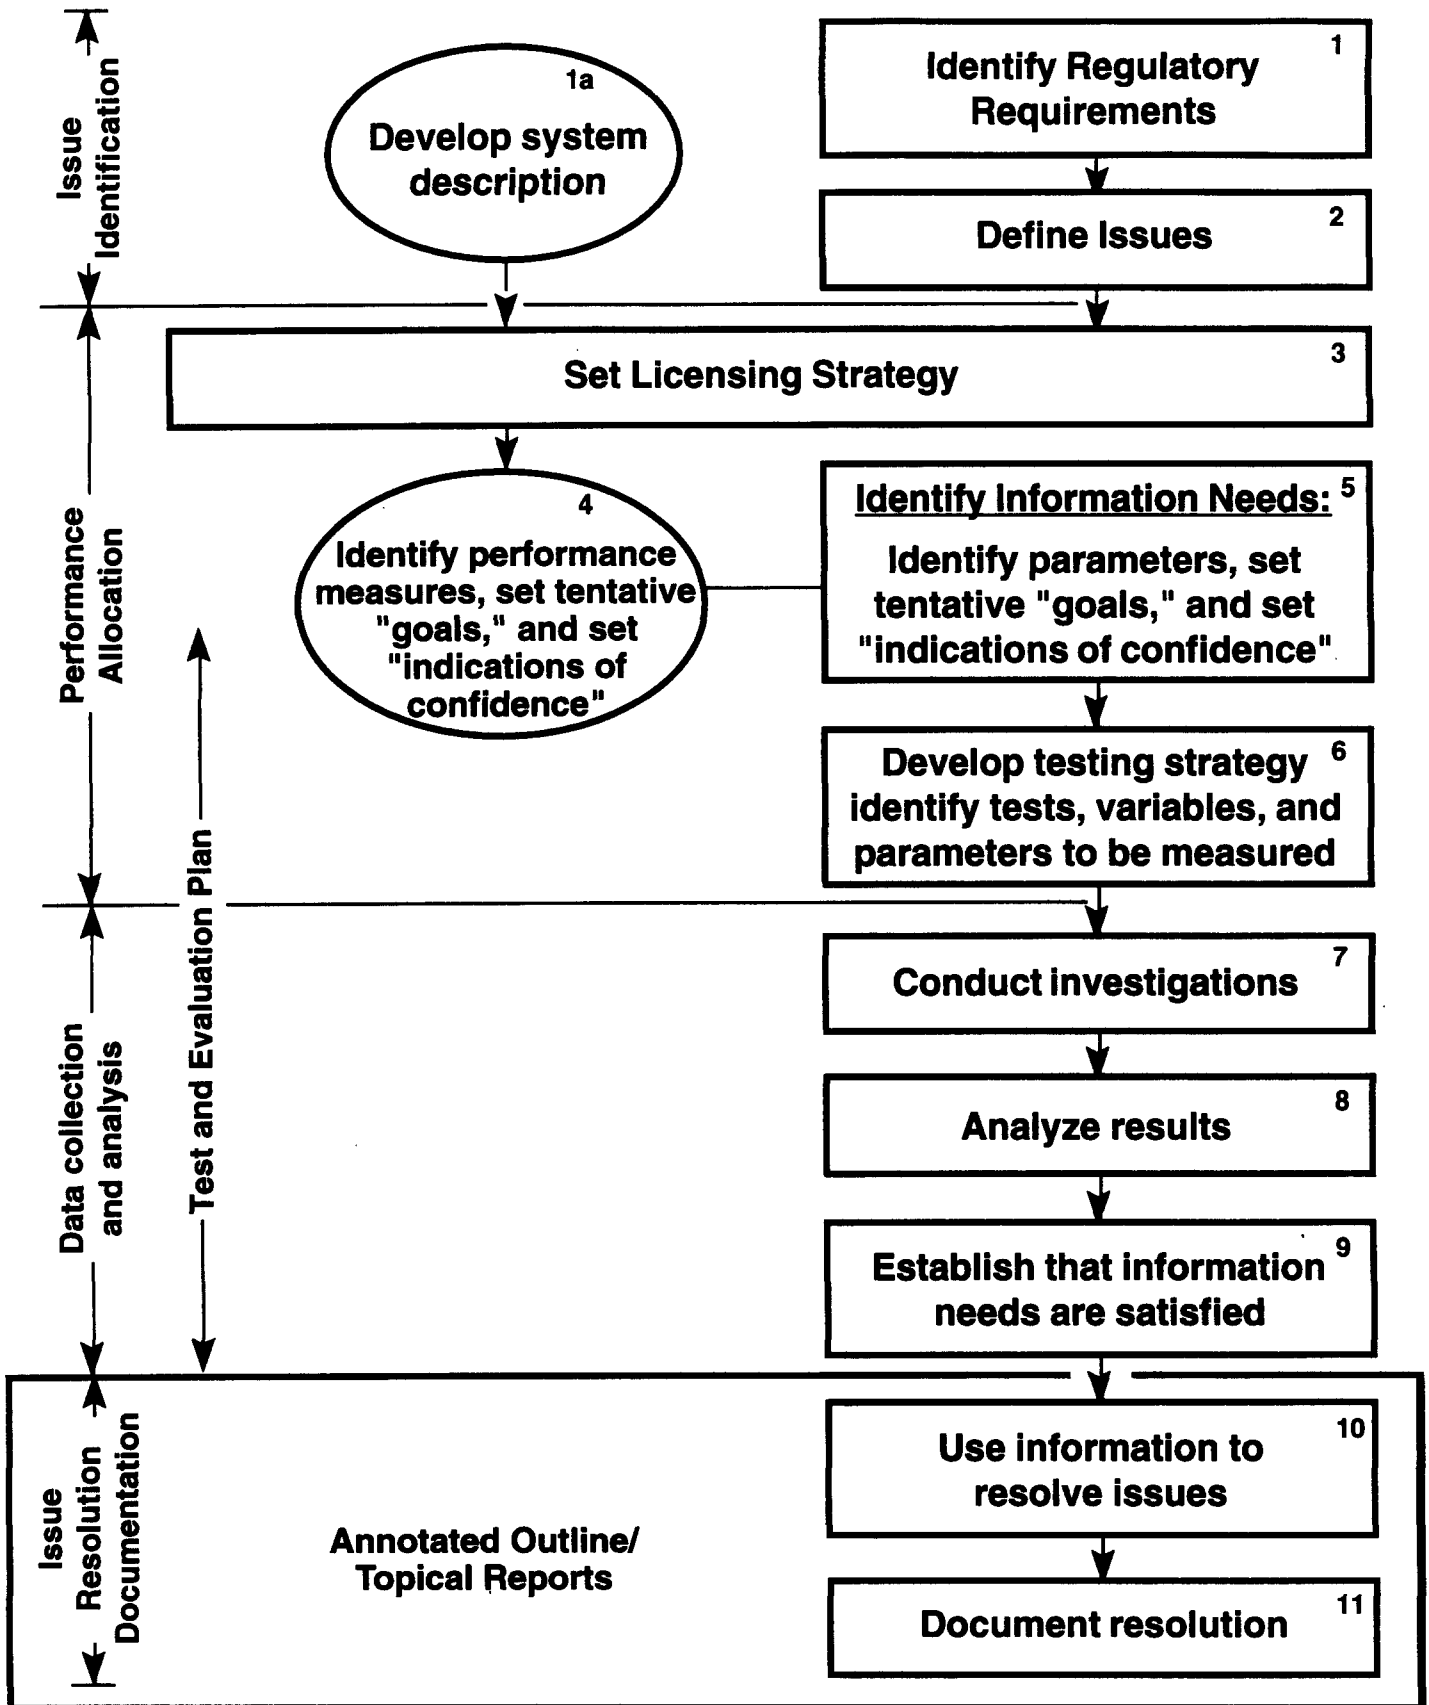 Issue
Identification
1a
Develop system
description
1
Identify Regulatory
Requirements
2
Define Issues
3
Set Licensing Strategy
Performance
Allocation
4
Identify performance
measures, set tentative
"goals," and set
"indications of
confidence"
Identify Information Needs: 5
Identify parameters, set
tentative "goals," and set
"indications of confidence"
Develop testing strategy 6
identify tests, variables, and
parameters to be measured
Test and Evaluation Plan
Data collection
and analysis
7
Conduct investigations
8
Analyze results
9
Establish that information
needs are satisfied
Issue
Resolution
Documentation
Annotated Outline/
Topical Reports
10
Use information to
resolve issues
11
Document resolution